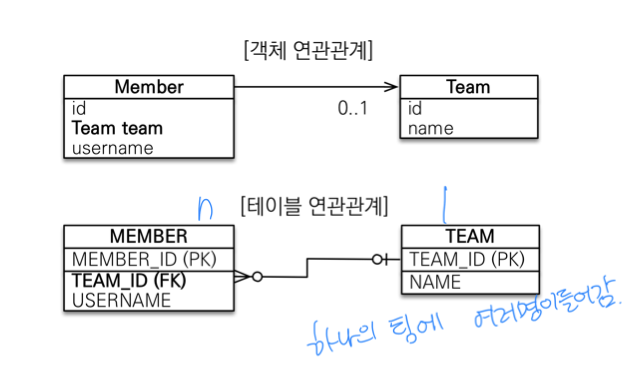 [객체 연관관계]
Member
id
Team team
username
0..1
Team
id
name
n
[테이블 연관관계]
1
MEMBER
MEMBER_ID (PK)
TEAM_ID (FK)
USERNAME
TEAM
TEAM_ID (PK)
NAME
하나의 팀에 여러명이들어감.